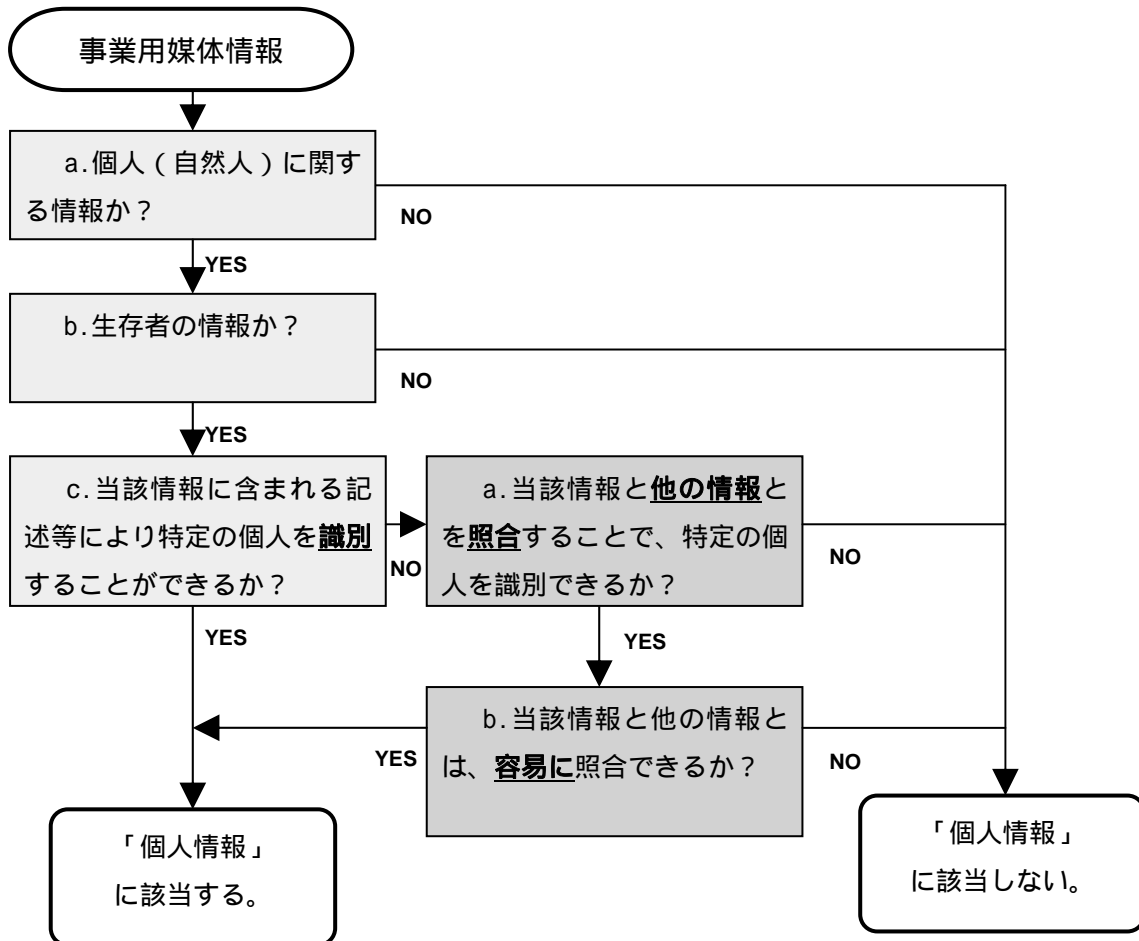 事業用媒体情報
a.個人(自然人)に関す
る情報か?
NO
YES
b.生存者の情報か?
NO
YES
c.当該情報に含まれる記
述等により特定の個人を識別
することができるか?
NO
YES
a.当該情報と他の情報と
を照合することで、特定の個
人を識別できるか?
NO
YES
b.当該情報と他の情報と
は、容易に照合できるか?
YES
NO
「個人情報」
に該当する。
「個人情報」
に該当しない。